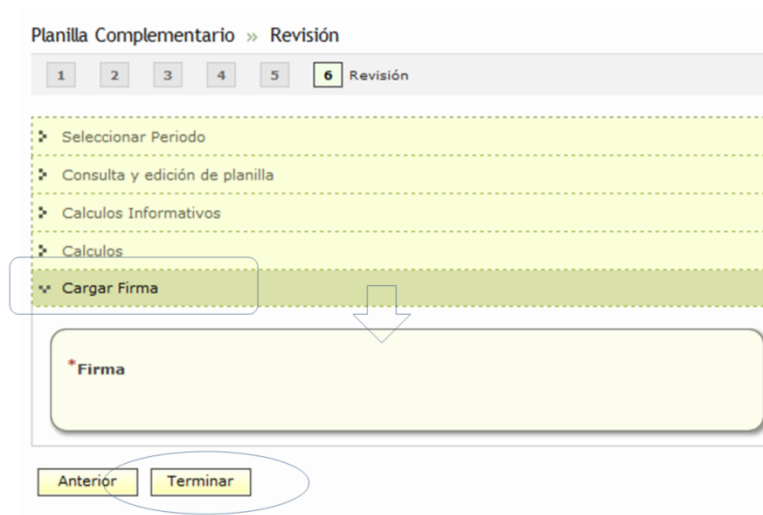 Planilla Complementario » Revisión
1 2 3 4 5 6 Revisión
Seleccionar Periodo
Consulta y edición de planilla
Calculos Informativos
Calculos
Cargar Firma
*Firma
Anterior Terminar